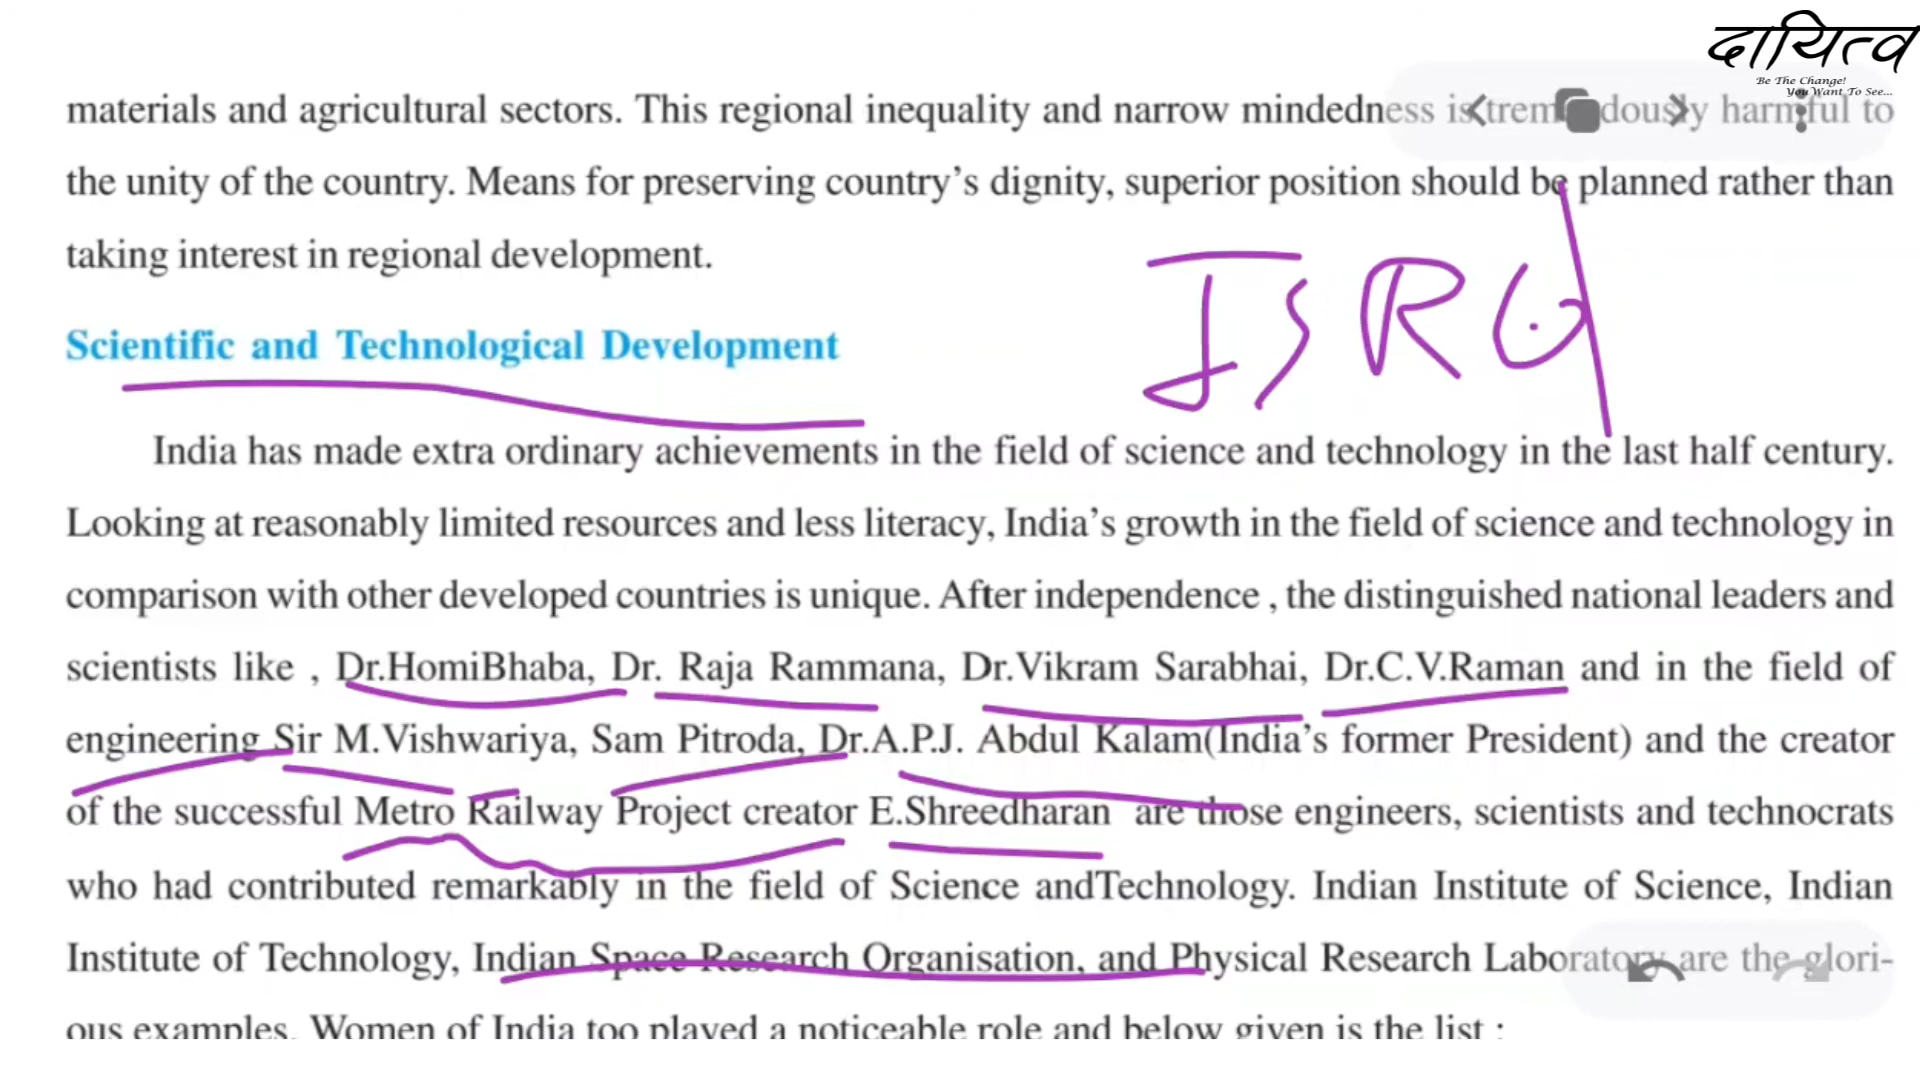 दायित्व
Be The Change!
You Want To See...
materials and agricultural sectors. This regional inequality and narrow mindedness is tremendously harmful to
the unity of the country. Means for preserving country's dignity, superior position should be planned rather than
taking interest in regional development.
ISRO
Scientific and Technological Development
India has made extra ordinary achievements in the field of science and technology in the last half century.
Looking at reasonably limited resources and less literacy, India's growth in the field of science and technology in
comparison with other developed countries is unique. After independence , the distinguished national leaders and
scientists like , Dr.HomiBhaba, Dr. Raja Rammana, Dr.Vikram Sarabhai, Dr.C.V.Raman and in the field of
engineering Sir M.Vishwariya, Sam Pitroda, Dr.A.P.J. Abdul Kalam(India's former President) and the creator
of the successful Metro Railway Project creator E.Shreedharan are those engineers, scientists and technocrats
who had contributed remarkably in the field of Science andTechnology. Indian Institute of Science, Indian
Institute of Technology, Indian Space Research Organisation, and Physical Research Laboratory are the glori-
ous examples. Women of India too played a noticeable role and below given is the list :